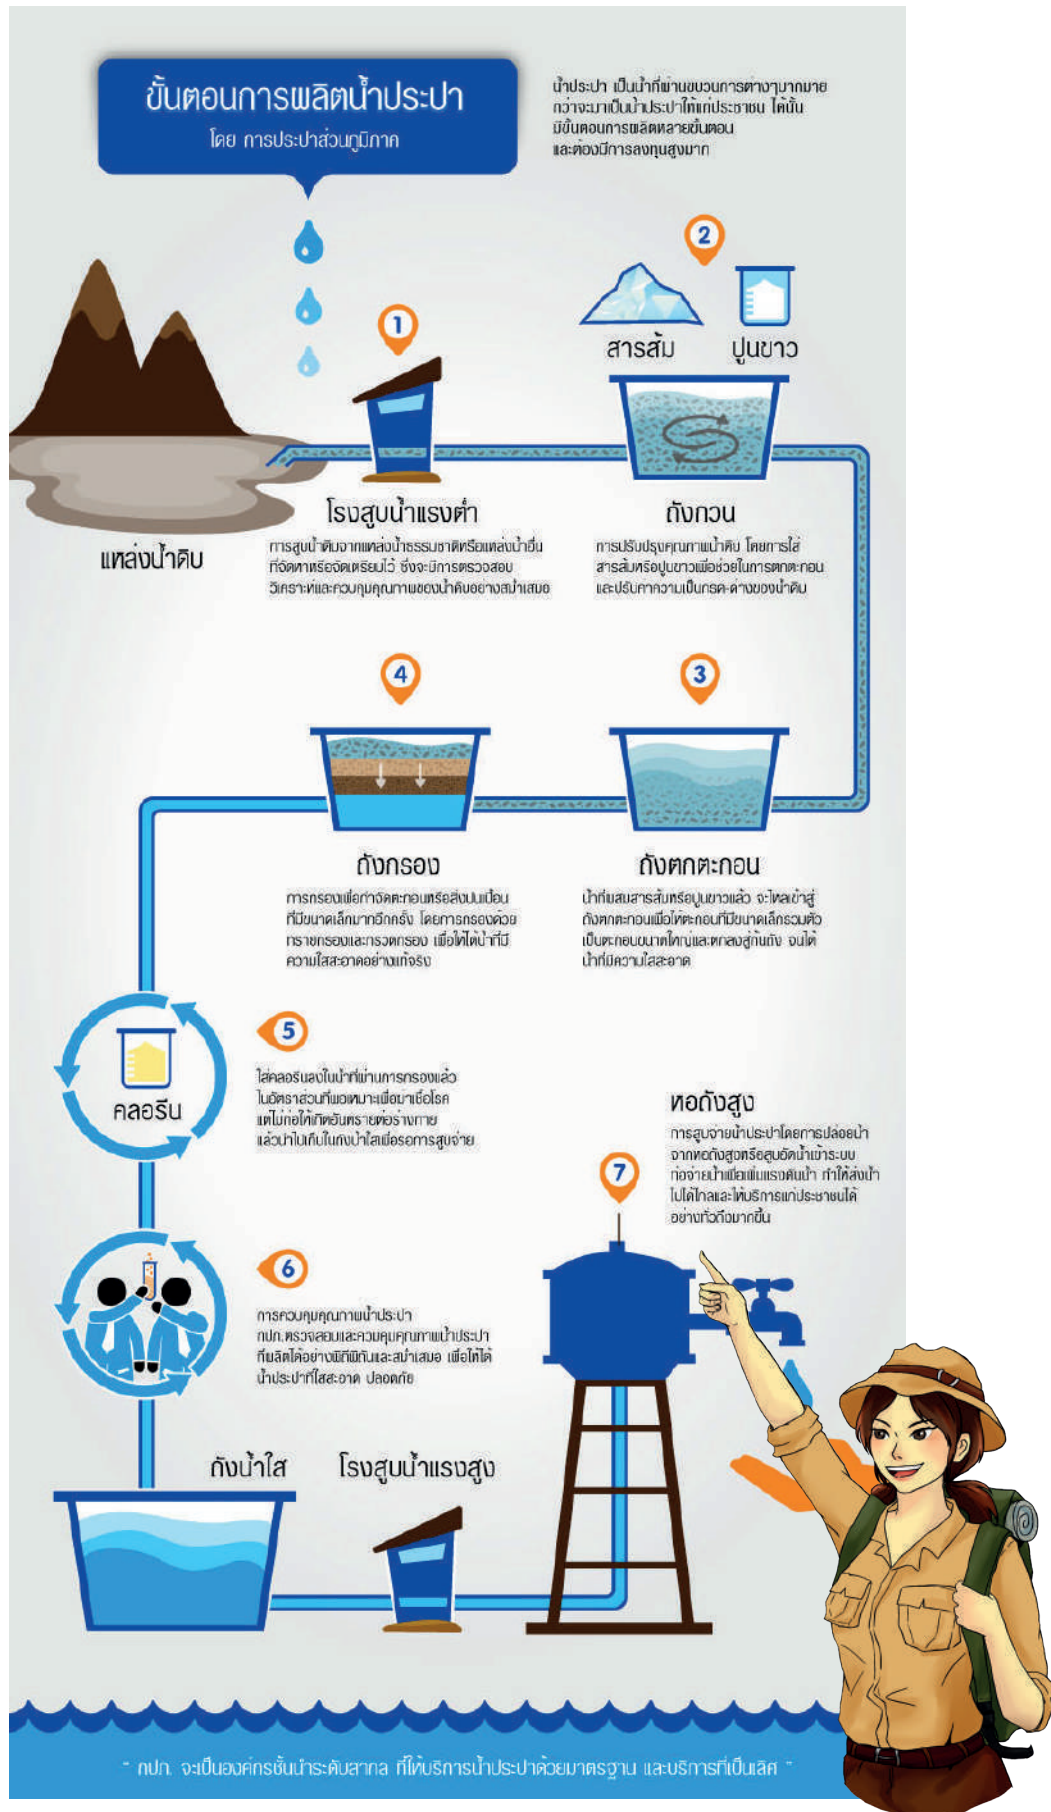 ขั้นตอนการผลิตน้ำประปา
โดย การประปาส่วนภูมิภาค
น้ำประปา เป็นน้ำที่ผ่านขบวนการต่างๆมากมาย
กว่าจะมาเป็นน้ำประปาให้แก่ประชาชน ได้นั้น
มีขั้นตอนการผลิตหลายขั้นตอน
และต้องมีการลงทุนสูงมาก
1
2
สารส้ม
ปูนขาว
แหล่งน้ำดิบ
โรงสูบน้ำแรงต่ำ
การสูบน้ำดิบจากแหล่งน้ำธรรมชาติหรือแหล่งน้ำอื่น
ที่จัดหาหรือจัดเตรียมไว้ ซึ่งจะมีการตรวจสอบ
วิเคราะห์และควบคุมคุณภาพของน้ำดิบอย่างสม่ำเสมอ
ถังกวน
การปรับปรุงคุณภาพน้ำดิบ โดยการใส่
สารส้มหรือปูนขาวเพื่อช่วยในการตกตะกอน
และปรับค่าความเป็นกรด-ด่างของน้ำดิบ
4
3
ถังกรอง
การกรองเพื่อกำจัดตะกอนหรือสิ่งปนเปื้อน
ที่มีขนาดเล็กมากอีกครั้ง โดยการกรองด้วย
ทรายกรองและกรวดกรอง เพื่อให้ได้น้ำที่มี
ความใสสะอาดอย่างแท้จริง
ถังตกตะกอน
น้ำที่ผสมสารส้มหรือปูนขาวแล้ว จะไหลเข้าสู่
ถังตกตะกอนเพื่อให้ตะกอนที่มีขนาดเล็กรวมตัว
เป็นตะกอนขนาดใหญ่และตกลงสู่ก้นถัง จนได้
น้ำที่มีความใสสะอาด
คลอรีน
5
ใส่คลอรีนลงในน้ำที่ผ่านการกรองแล้ว
ในอัตราส่วนที่พอเหมาะเพื่อฆ่าเชื้อโรค
แต่ไม่ก่อให้เกิดอันตรายต่อร่างกาย
แล้วนำไปเก็บในถังน้ำใสเพื่อรอการสูบจ่าย
6
การควบคุมคุณภาพน้ำประปา
กปภ.ตรวจสอบและควบคุมคุณภาพน้ำประปา
ที่ผลิตได้อย่างพิถีพิถันและสม่ำเสมอ เพื่อให้ได้
น้ำประปาที่ใสสะอาด ปลอดภัย
หอถังสูง
การสูบจ่ายน้ำประปาโดยการปล่อยน้ำ
จากหอถังสูงหรือสูบอัดน้ำเข้าระบบ
ท่อจ่ายน้ำเพื่อเพิ่มแรงดันน้ำ ทำให้ส่งน้ำ
ไปได้ไกลและให้บริการแก่ประชาชนได้
อย่างทั่วถึงมากขึ้น
7
ถังน้ำใส
โรงสูบน้ำแรงสูง
" กปภ. จะเป็นองค์กรชั้นนำระดับสากล ที่ให้บริการน้ำประปาด้วยมาตรฐาน และบริการที่เป็นเลิศ "